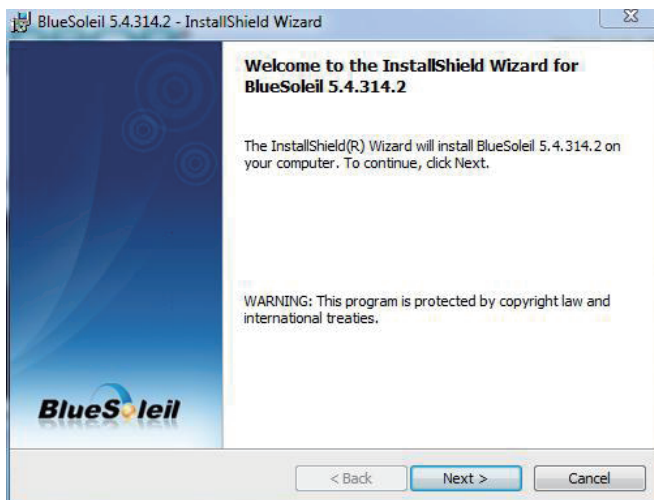 BlueSoleil 5.4.314.2 - InstallShield Wizard
Welcome to the InstallShield Wizard for
BlueSoleil 5.4.314.2
The InstallShield(R) Wizard will install BlueSoleil 5.4.314.2 on
your computer. To continue, click Next.
WARNING: This program is protected by copyright law and
international treaties.
BlueSoleil
< Back Next > Cancel